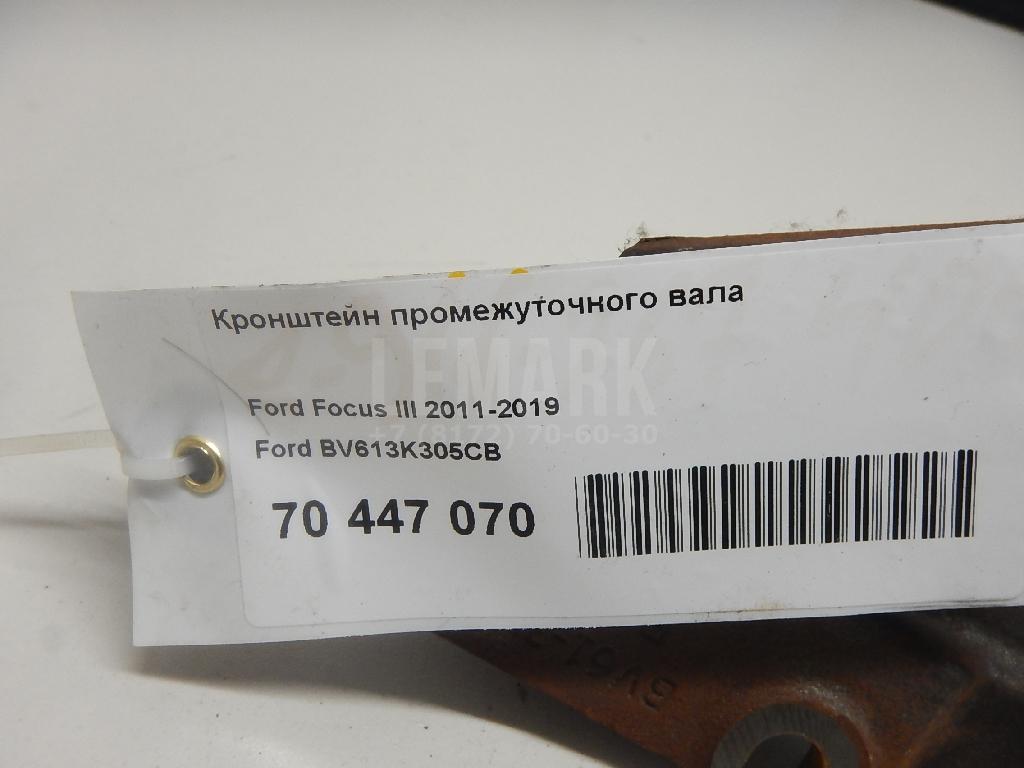 Кронштейн промежуточного вала
LEMARK
Ford Focus III 2011-2019
+7 (8172) 70-60-30
Ford BV613K305CB
70 447 070
BV61-